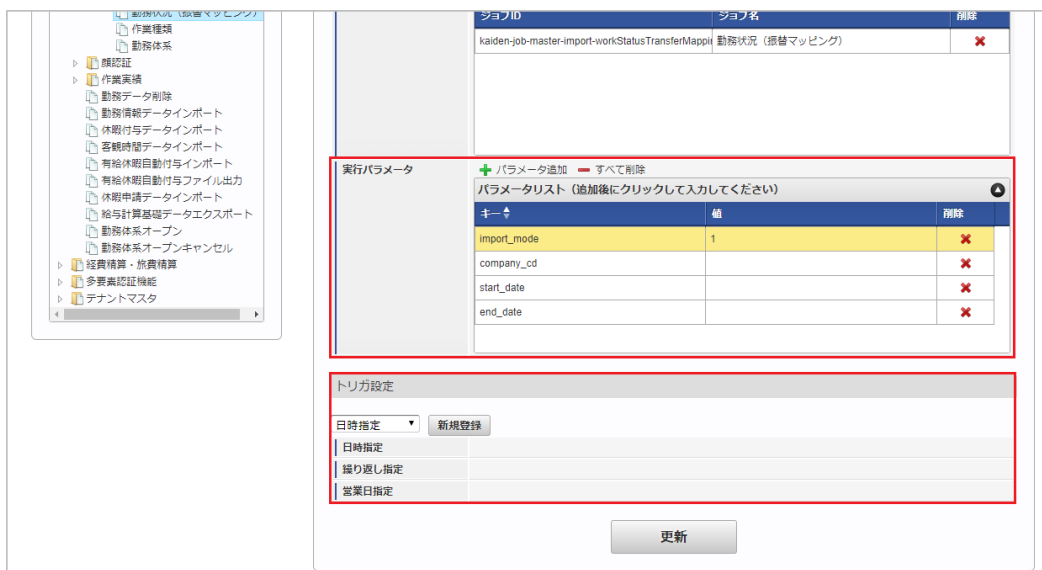 勤務状況（振替マッピング）
作業種類
勤務体系
顔認証
作業実績
勤務データ削除
勤務情報データインポート
休暇付与データインポート
客観時間データインポート
有給休暇自動付与インポート
有給休暇自動付与ファイル出力
休暇申請データインポート
給与計算基礎データエクスポート
勤務体系オープン
勤務体系オープンキャンセル
経費精算・旅費精算
多要素認証機能
テナントマスタ
ジョブID ジョブ名 削除
kaiden-job-master-import-workStatusTransferMappin 勤務状況（振替マッピング）
実行パラメータ
パラメータ追加 すべて削除
パラメータリスト（追加後にクリックして入力してください）
キー 値 削除
import_mode 1
company_cd
start_date
end_date
トリガ設定
日時指定 新規登録
日時指定
繰り返し指定
営業日指定
更新